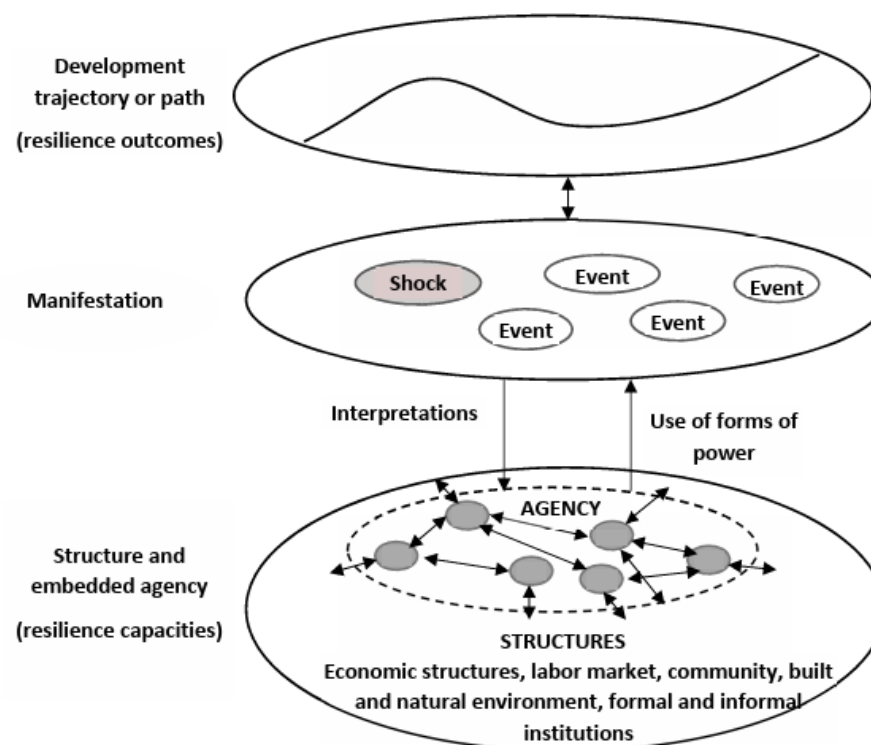 Development
trajectory or path
(resilience outcomes)
Manifestation
Shock
Event
Event
Event
Event
Interpretations
Use of forms of
power
Structure and
embedded agency
(resilience capacities)
AGENCY
STRUCTURES
Economic structures, labor market, community, built
and natural environment, formal and informal
institutions